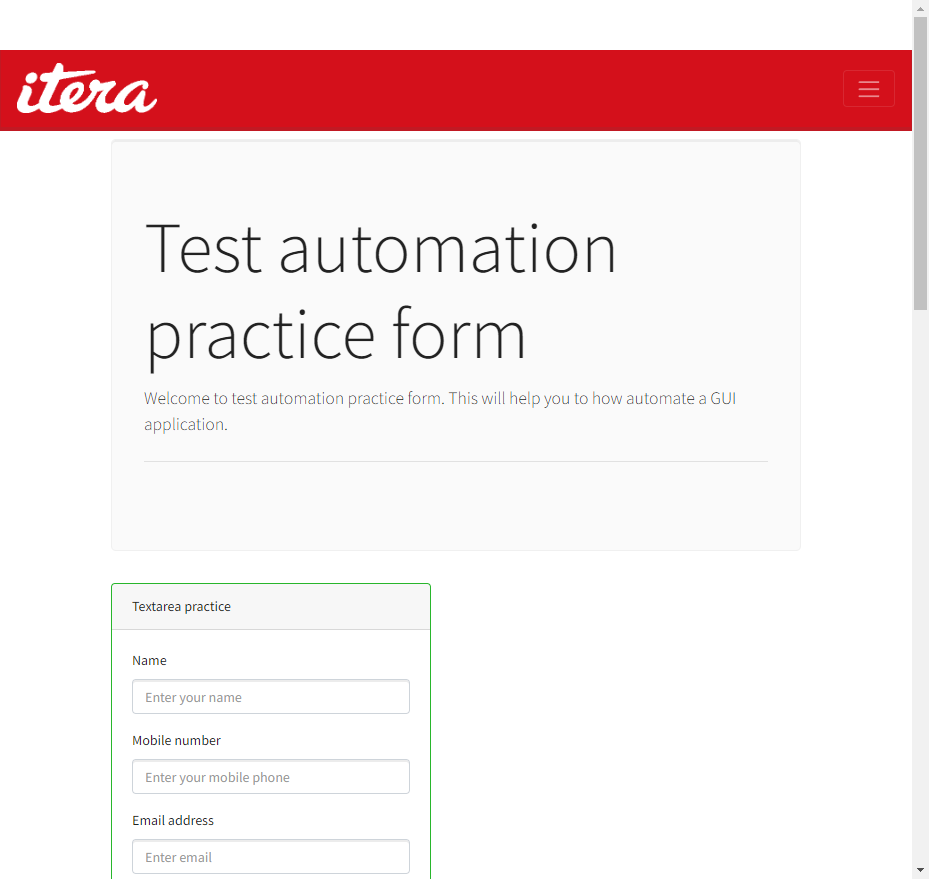 itera
Test automation
practice form
Welcome to test automation practice form. This will help you to how automate a GUI
application.
Textarea practice
Name
Enter your name
Mobile number
Enter your mobile phone
Email address
Enter email